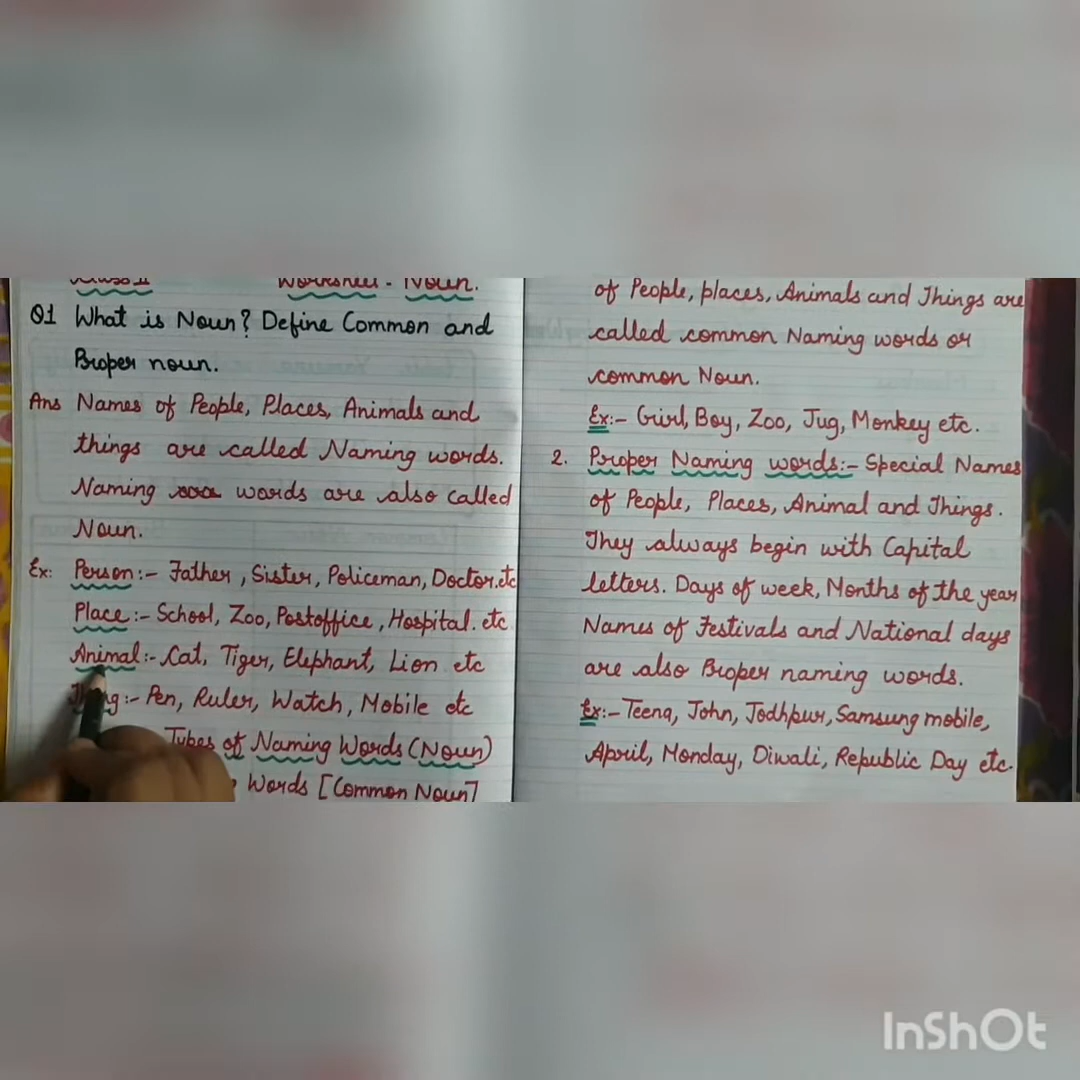 Class II Worksheet - Noun.
Q1 What is Noun? Define Common and
Proper noun.
Ans Names of People, Places, Animals and
things are called Naming words.
Naming words are also called
Noun.
Ex: Person:- Father, Sister, Policeman, Doctor.etc
Place:- School, Zoo, Postoffice, Hospital. etc
Animal:- Cat, Tiger, Elephant, Lion etc
Thing:- Pen, Ruler, Watch, Mobile etc
Types of Naming Words (Noun)
Words [Common Noun]
of People, places, Animals and Things are
called common Naming words or
common Noun.
Ex:- Girl, Boy, Zoo, Jug, Monkey etc.
2. Proper Naming words:- Special Names
of People, Places, Animal and Things.
They always begin with Capital
letters. Days of week, Months of the year
Names of Festivals and National days
are also Proper naming words.
Ex:- Teena, John, Jodhpur, Samsung mobile,
April, Monday, Diwali, Republic Day etc.
InShOt